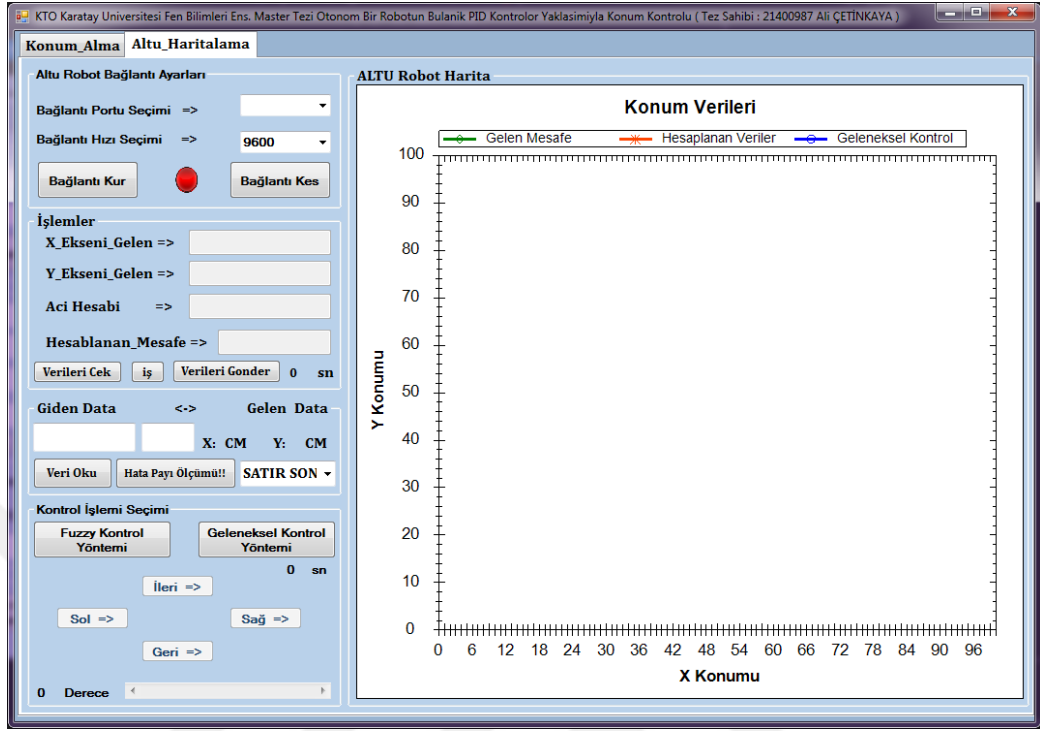 KTO Karatay Universitesi Fen Bilimleri Ens. Master Tezi Otonom Bir Robotun Bulanik PID Kontrolor Yaklasimiyla Konum Kontrolu ( Tez Sahibi : 21400987 Ali ÇETİNKAYA )
Konum_Alma Altu_Haritalama
Altu Robot Bağlantı Ayarları
Bağlantı Portu Seçimi =>
Bağlantı Hızı Seçimi => 9600
Bağlantı Kur Bağlantı Kes
İşlemler
X_Ekseni_Gelen =>
Y_Ekseni_Gelen =>
Aci Hesabi =>
Hesablanan_Mesafe =>
Verileri Cek iş Verileri Gonder 0 sn
Giden Data <-> Gelen Data
X: CM Y: CM
Veri Oku Hata Payı Ölçümü!! SATIR SON
Kontrol İşlemi Seçimi
Fuzzy Kontrol Yöntemi
Geleneksel Kontrol Yöntemi
0 sn
İleri =>
Sol => Sağ =>
Geri =>
0 Derece
ALTU Robot Harita
Konum Verileri
Gelen Mesafe Hesaplanan Veriler Geleneksel Kontrol
100
90
80
70
60
50
40
30
20
10
0
Y Konumu
0 6 12 18 24 30 36 42 48 54 60 66 72 78 84 90 96
X Konumu